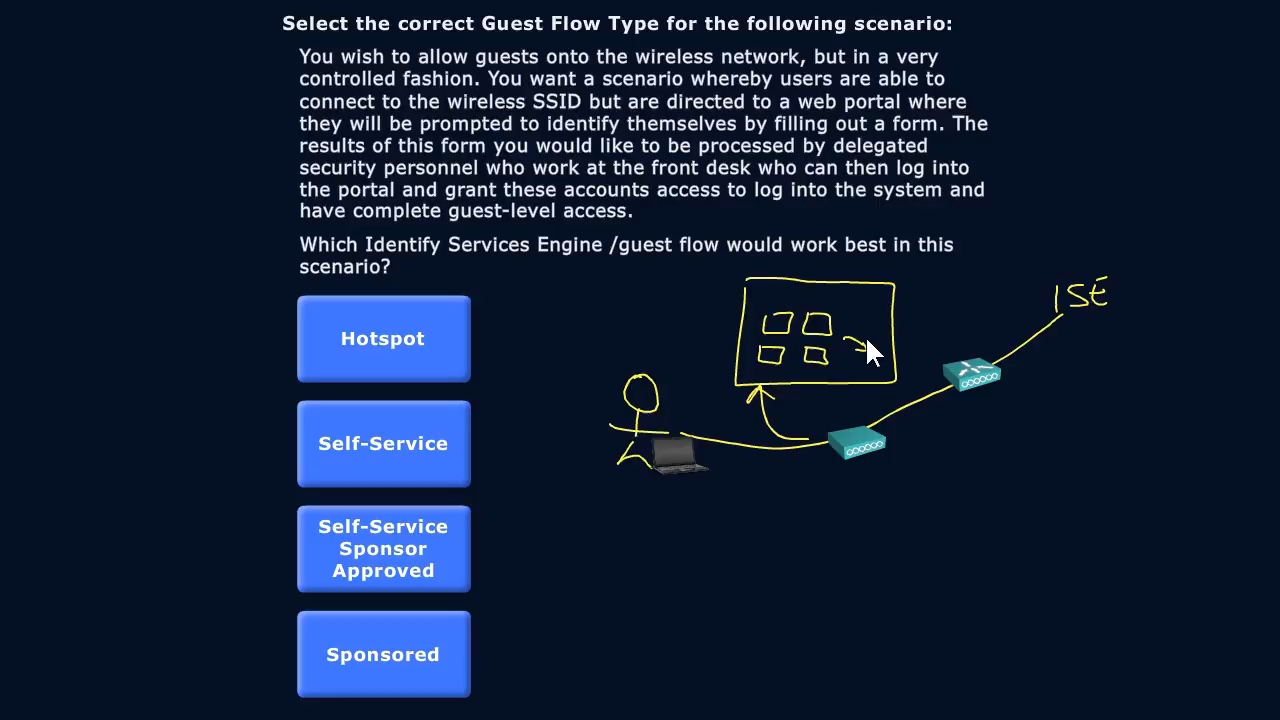 Select the correct Guest Flow Type for the following scenario:
You wish to allow guests onto the wireless network, but in a very
controlled fashion. You want a scenario whereby users are able to
connect to the wireless SSID but are directed to a web portal where
they will be prompted to identify themselves by filling out a form. The
results of this form you would like to be processed by delegated
security personnel who work at the front desk who can then log into
the portal and grant these accounts access to log into the system and
have complete guest-level access.
Which Identify Services Engine /guest flow would work best in this
scenario?
ISE
Hotspot
Self-Service
Self-Service
Sponsor
Approved
Sponsored